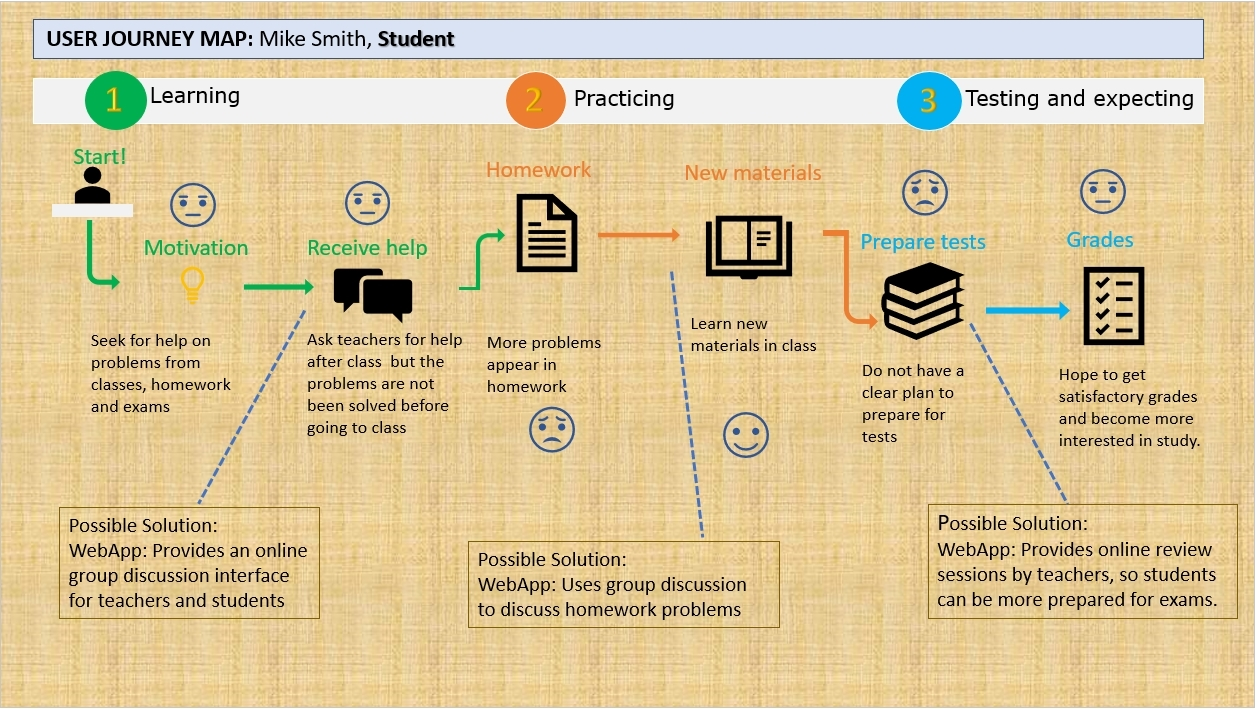 USER JOURNEY MAP: Mike Smith, Student
1 Learning
2 Practicing
3 Testing and expecting
Start!
Motivation
Seek for help on
problems from
classes, homework
and exams
Receive help
Ask teachers for help
after class but the
problems are not
been solved before
going to class
Homework
More problems
appear in
homework
New materials
Learn new
materials in class
Prepare tests
Do not have a
clear plan to
prepare for
tests
Grades
Hope to get
satisfactory grades
and become more
interested in study.
Possible Solution:
WebApp: Provides an online
group discussion interface
for teachers and students
Possible Solution:
WebApp: Uses group discussion
to discuss homework problems
Possible Solution:
WebApp: Provides online review
sessions by teachers, so students
can be more prepared for exams.